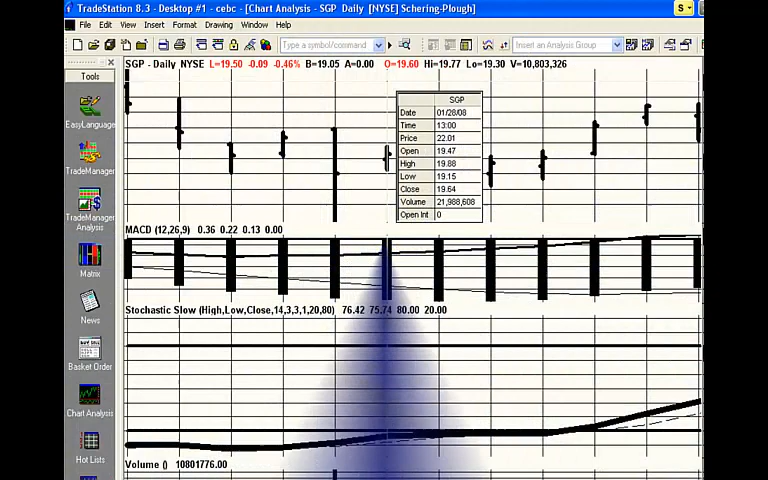 TradeStation 8.3 - Desktop #1 - cebc - [Chart Analysis - SGP Daily [NYSE] Schering-Plough]
S
File Edit View Insert Format Drawing Window Help
Type a symbol/command
Insert an Analysis Group
Tools
EasyLanguage
TradeManager
TradeManager
Analysis
Matrix
News
Basket Order
Chart Analysis
Hot Lists
SGP - Daily NYSE L=19.50 -0.09 -0.46% B=19.05 A=0.00 O=19.60 Hi=19.77 Lo=19.30 V=10,803,326
SGP
Date 01/28/08
Time 13:00
Price 22.01
Open 19.47
High 19.88
Low 19.15
Close 19.64
Volume 21,988,608
Open Int 0
MACD (12,26,9) 0.36 0.22 0.13 0.00
Stochastic Slow (High,Low,Close,14,3,3,1,20,80) 76.42 75.74 80.00 20.00
Volume () 10801776.00